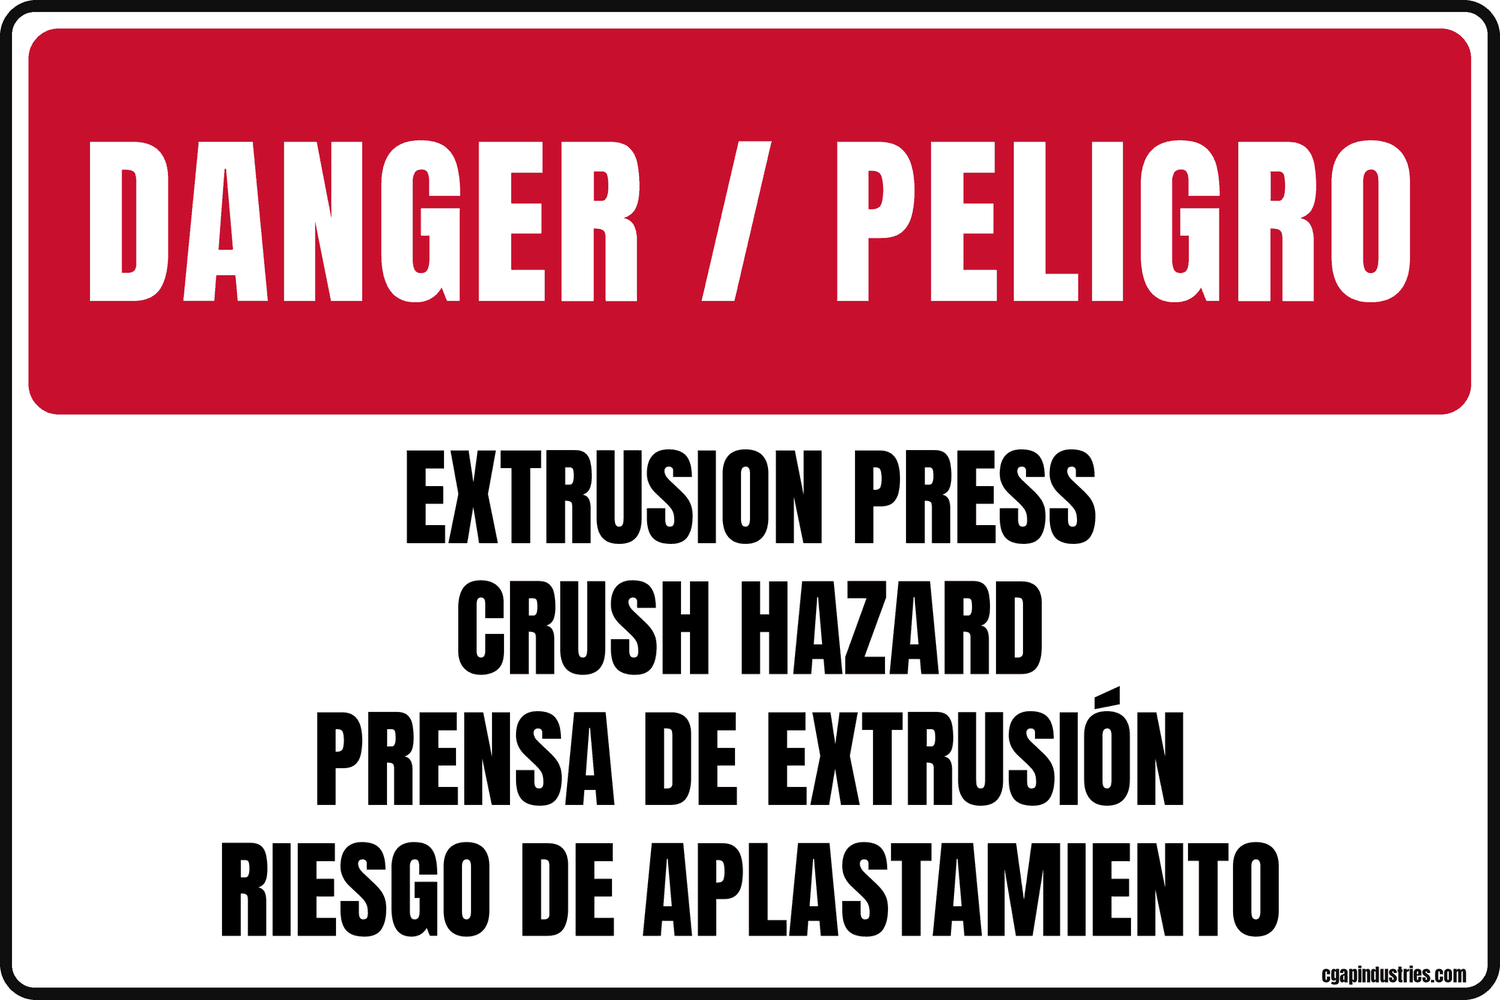 DANGER / PELIGRO
EXTRUSION PRESS
CRUSH HAZARD
PRENSA DE EXTRUSIÓN
RIESGO DE APLASTAMIENTO
cgapindustries.com